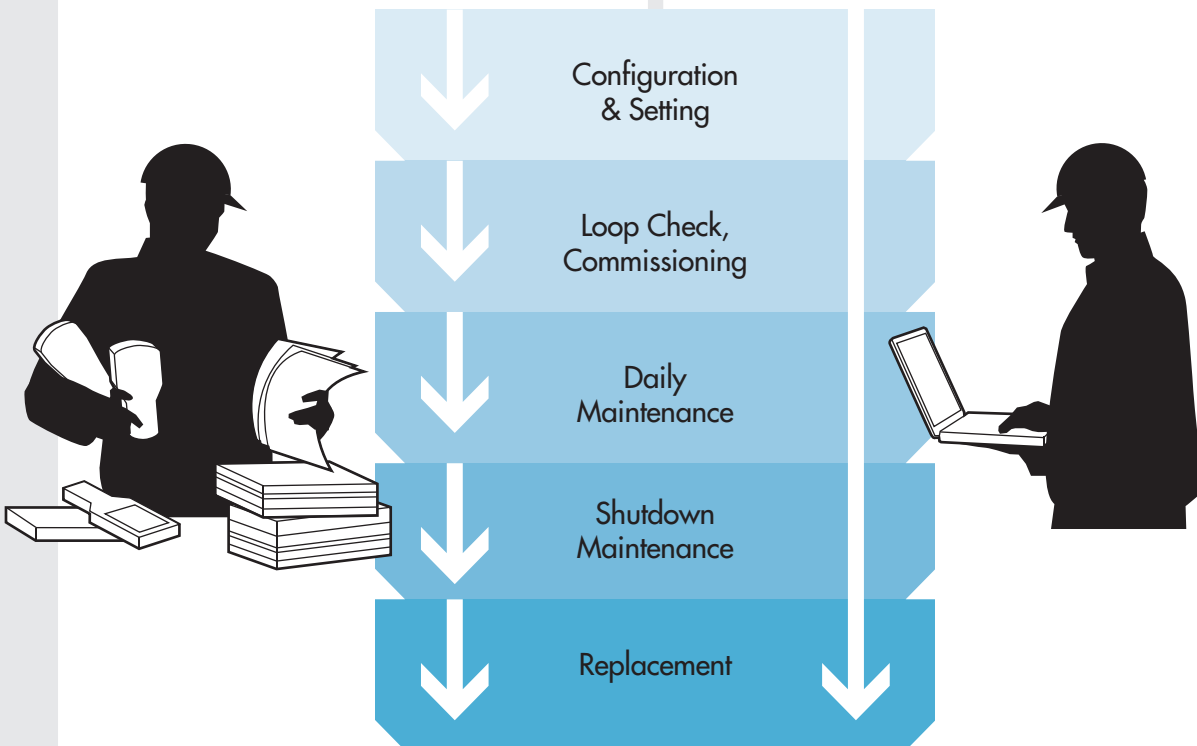 Configuration
& Setting
Loop Check,
Commissioning
Daily
Maintenance
Shutdown
Maintenance
Replacement